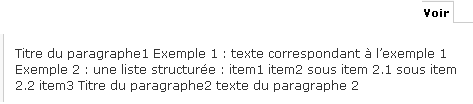 Voir
Titre du paragraphe1 Exemple 1 : texte correspondant à l'exemple 1
Exemple 2 : une liste structurée : item1 item2 sous item 2.1 sous item
2.2 item3 Titre du paragraphe2 texte du paragraphe 2